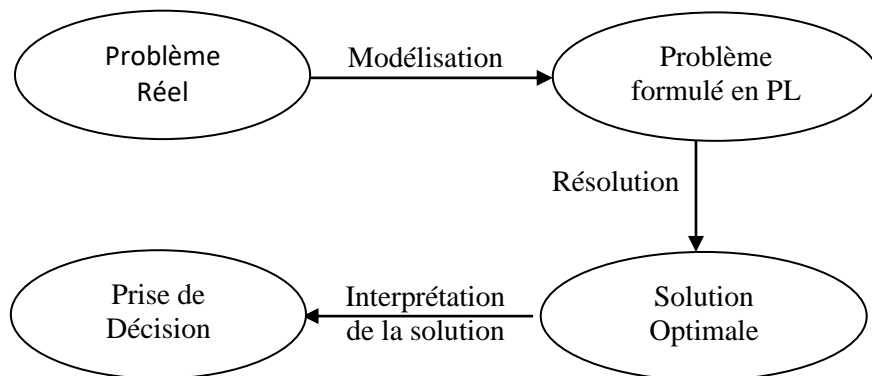 Problème
Réel
Modélisation
Problème
formulé en PL
Résolution
Solution
Optimale
Interprétation
de la solution
Prise de
Décision